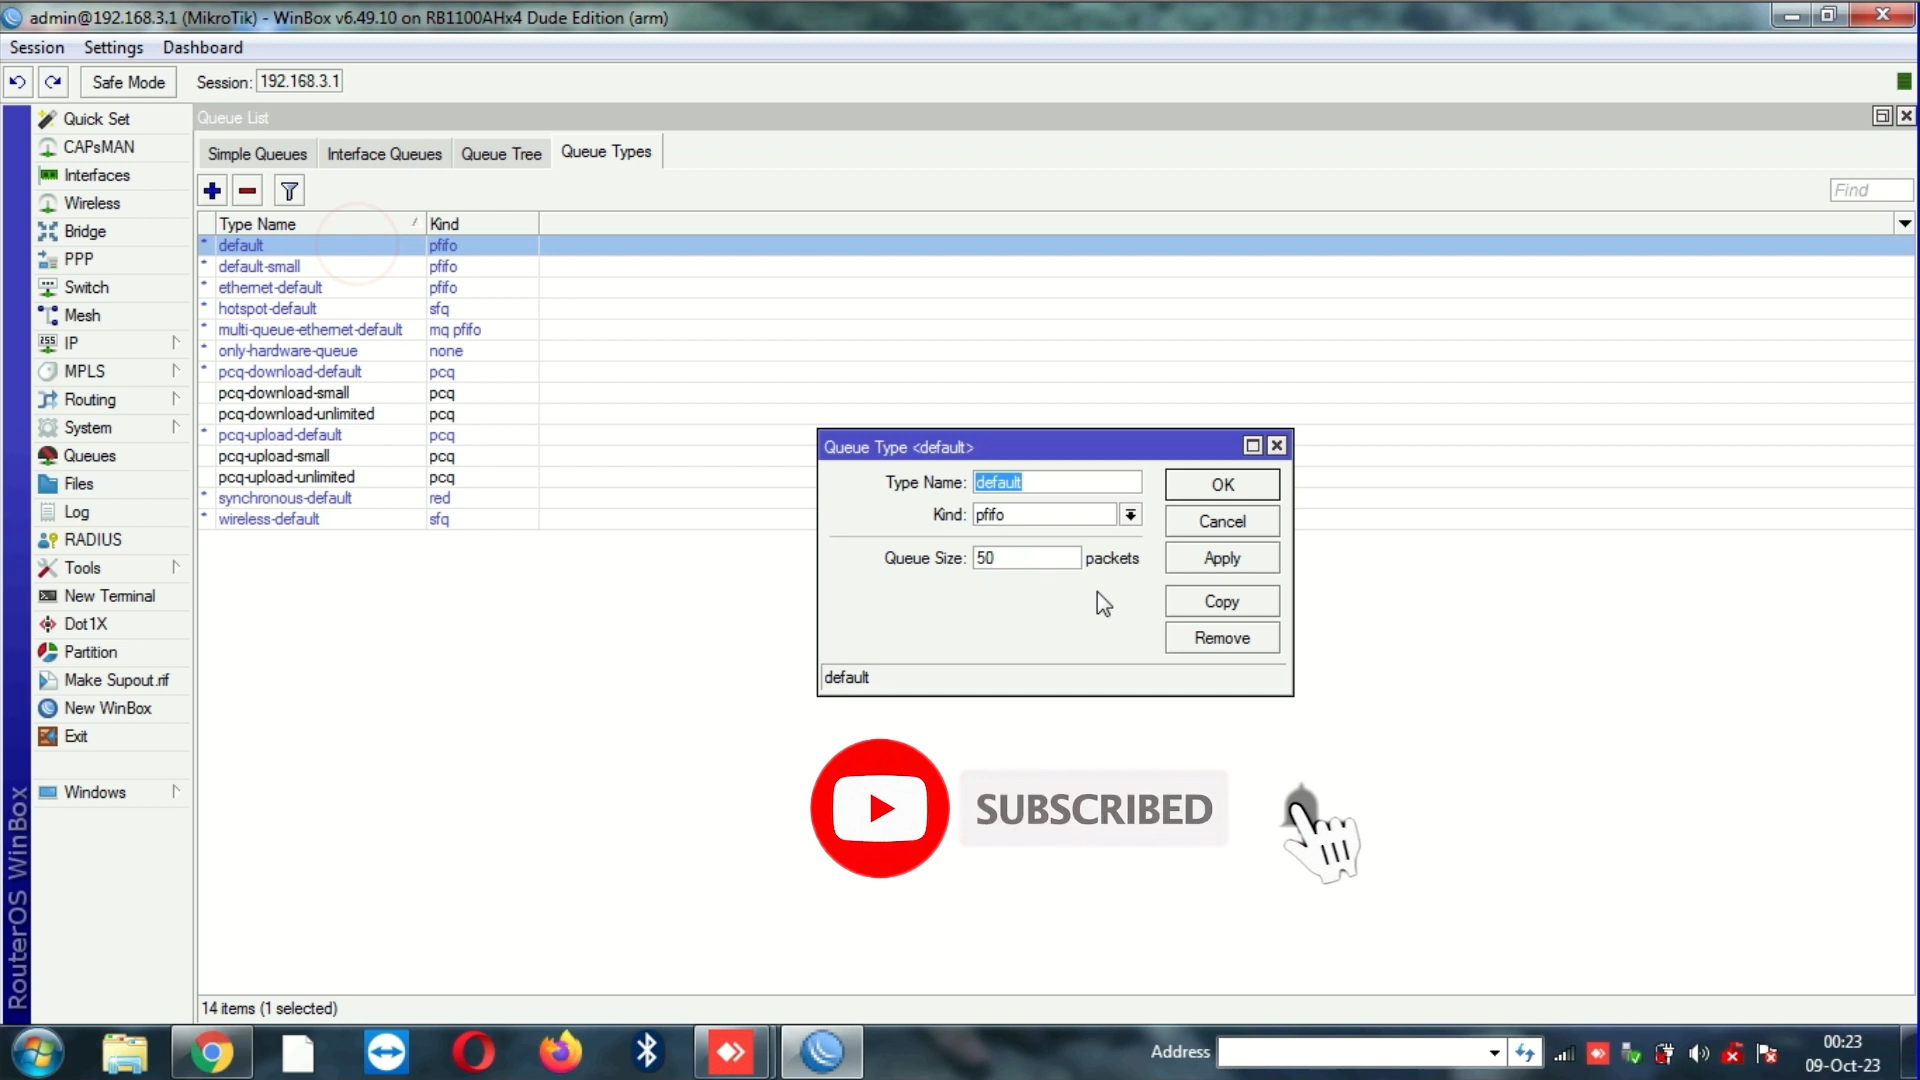 admin@192.168.3.1 (MikroTik) - WinBox v6.49.10 on RB1100AHx4 Dude Edition (arm)
Session Settings Dashboard
Safe Mode Session: 192.168.3.1
Queue List
Simple Queues Interface Queues Queue Tree Queue Types
Find
Type Name Kind
* default pfifo
* default-small pfifo
* ethernet-default pfifo
* hotspot-default sfq
* multi-queue-ethernet-default mq pfifo
* only-hardware-queue none
* pcq-download-default pcq
pcq-download-small pcq
pcq-download-unlimited pcq
* pcq-upload-default pcq
pcq-upload-small pcq
pcq-upload-unlimited pcq
* synchronous-default red
* wireless-default sfq
14 items (1 selected)
Quick Set
CAPsMAN
Interfaces
Wireless
Bridge
PPP
Switch
Mesh
255 IP
MPLS
Routing
System
Queues
Files
Log
RADIUS
Tools
New Terminal
Dot1X
Partition
Make Supout.rif
New WinBox
Exit
Windows
RouterOS WinBox
Queue Type <default>
Type Name: default
Kind: pfifo
Queue Size: 50 packets
OK
Cancel
Apply
Copy
Remove
default
SUBSCRIBED
Address
00:23
09-Oct-23